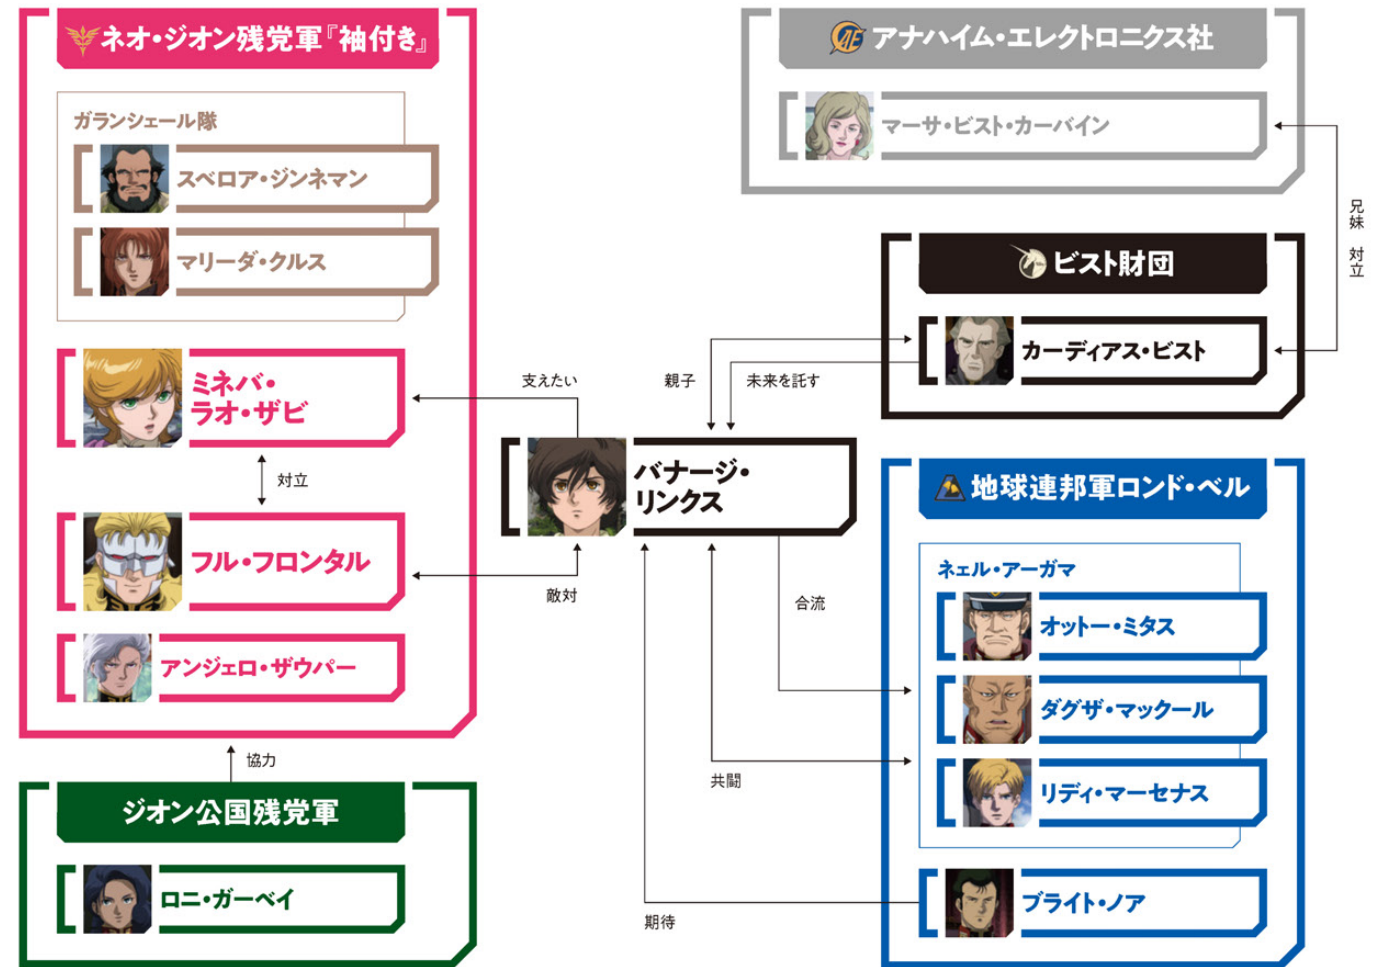 ネオ・ジオン残党軍『袖付き』
ガランシェール隊
スベロア・ジンネマン
マリーダ・クルス
ミネバ・
ラオ・ザビ
対立
フル・フロンタル
アンジェロ・ザウパー
協力
ジオン公国残党軍
ロニ・ガーベイ
支えたい
敵対
バナージ・
リンクス
親子
未来を託す
合流
共闘
期待
AE アナハイム・エレクトロニクス社
マーサ・ビスト・カーバイン
兄妹 対立
ビスト財団
カーディアス・ビスト
地球連邦軍ロンド・ベル
ネェル・アーガマ
オットー・ミタス
ダグザ・マックール
リディ・マーセナス
ブライト・ノア